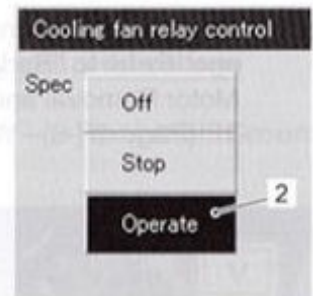 Cooling fan relay control
Spec
Off
Stop
2
Operate